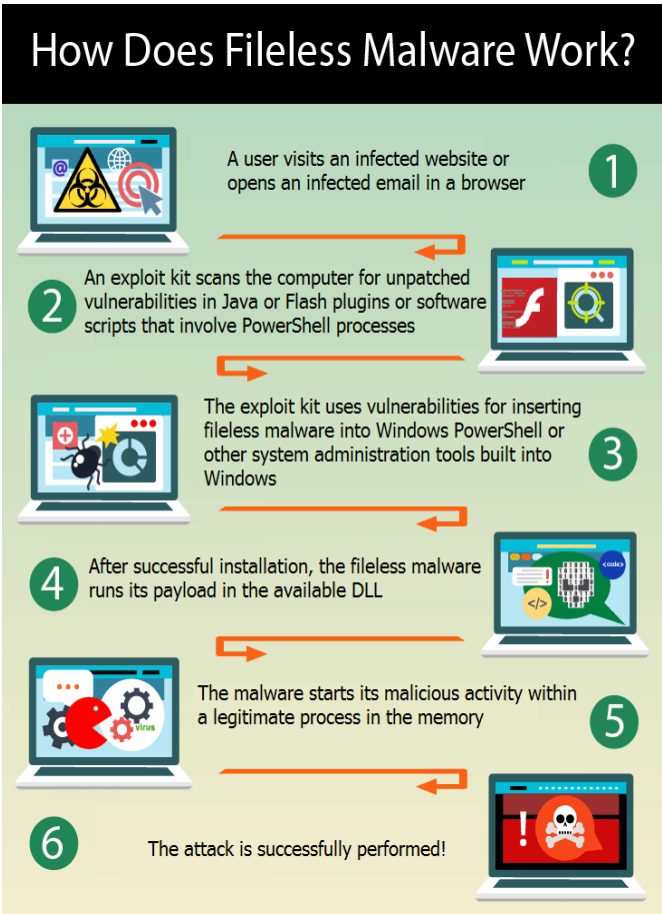 How Does Fileless Malware Work?
A user visits an infected website or
opens an infected email in a browser
1
@
2
An exploit kit scans the computer for unpatched
vulnerabilities in Java or Flash plugins or software
scripts that involve PowerShell processes
The exploit kit uses vulnerabilities for inserting
fileless malware into Windows PowerShell or
other system administration tools built into
Windows
3
4
After successful installation, the fileless malware
runs its payload in the available DLL
<code>
</>
The malware starts its malicious activity within
a legitimate process in the memory
5
virus
6
The attack is successfully performed!
!